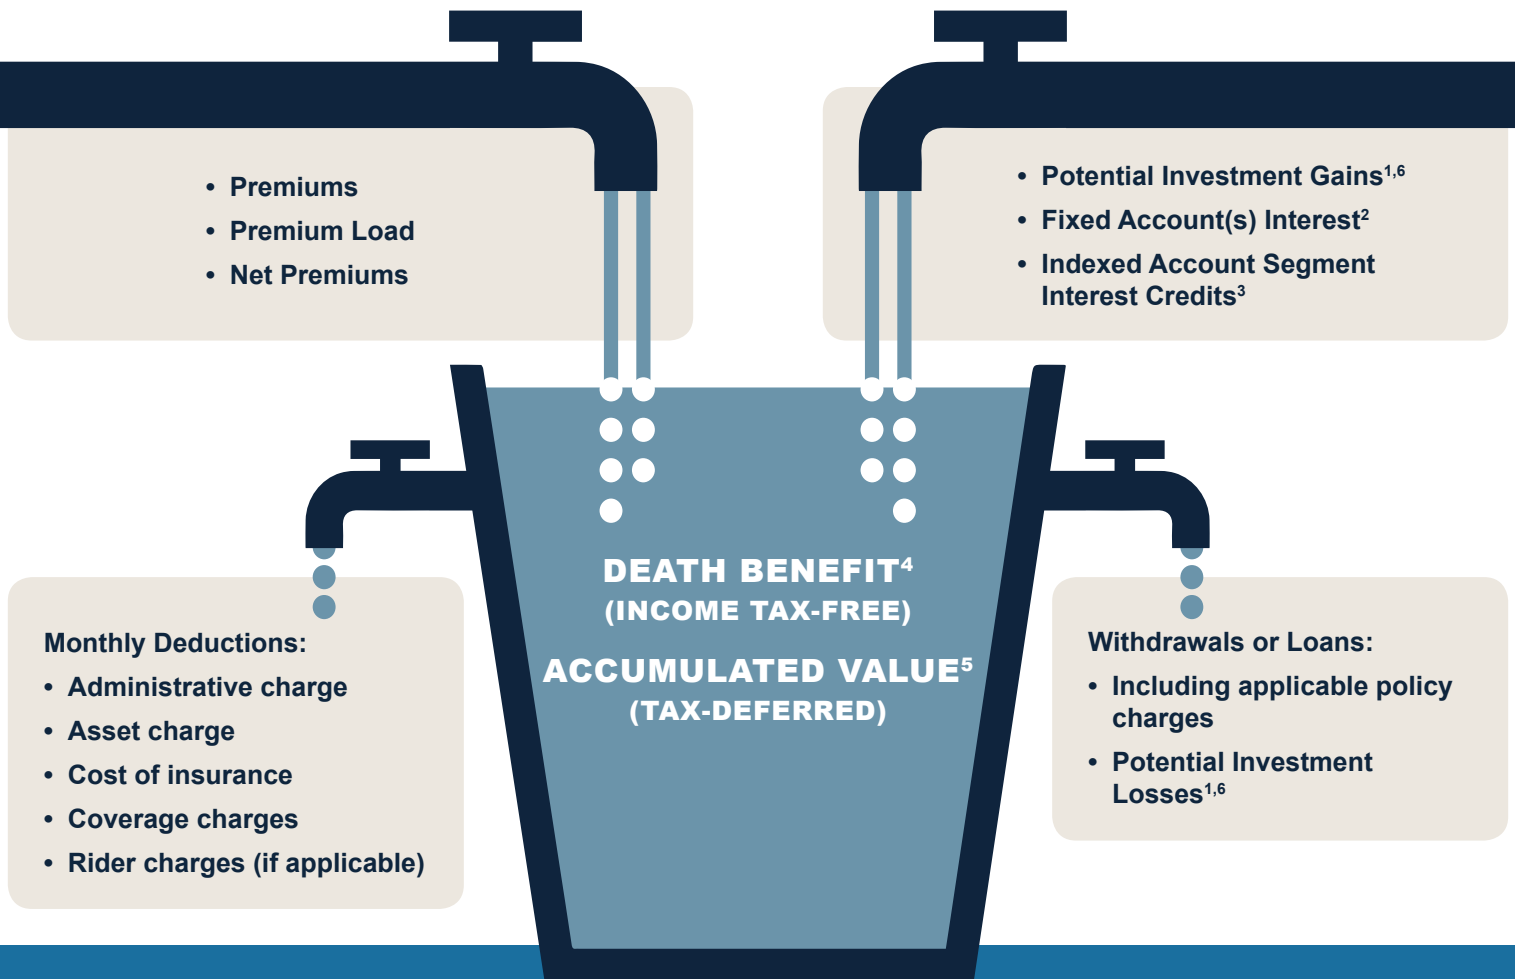 • Premiums
• Premium Load
• Net Premiums
• Potential Investment Gains¹,⁶
• Fixed Account(s) Interest²
• Indexed Account Segment
Interest Credits³
DEATH BENEFIT⁴
(INCOME TAX-FREE)
ACCUMULATED VALUE⁵
(TAX-DEFERRED)
Monthly Deductions:
• Administrative charge
• Asset charge
• Cost of insurance
• Coverage charges
• Rider charges (if applicable)
Withdrawals or Loans:
• Including applicable policy
charges
• Potential Investment
Losses¹,⁶